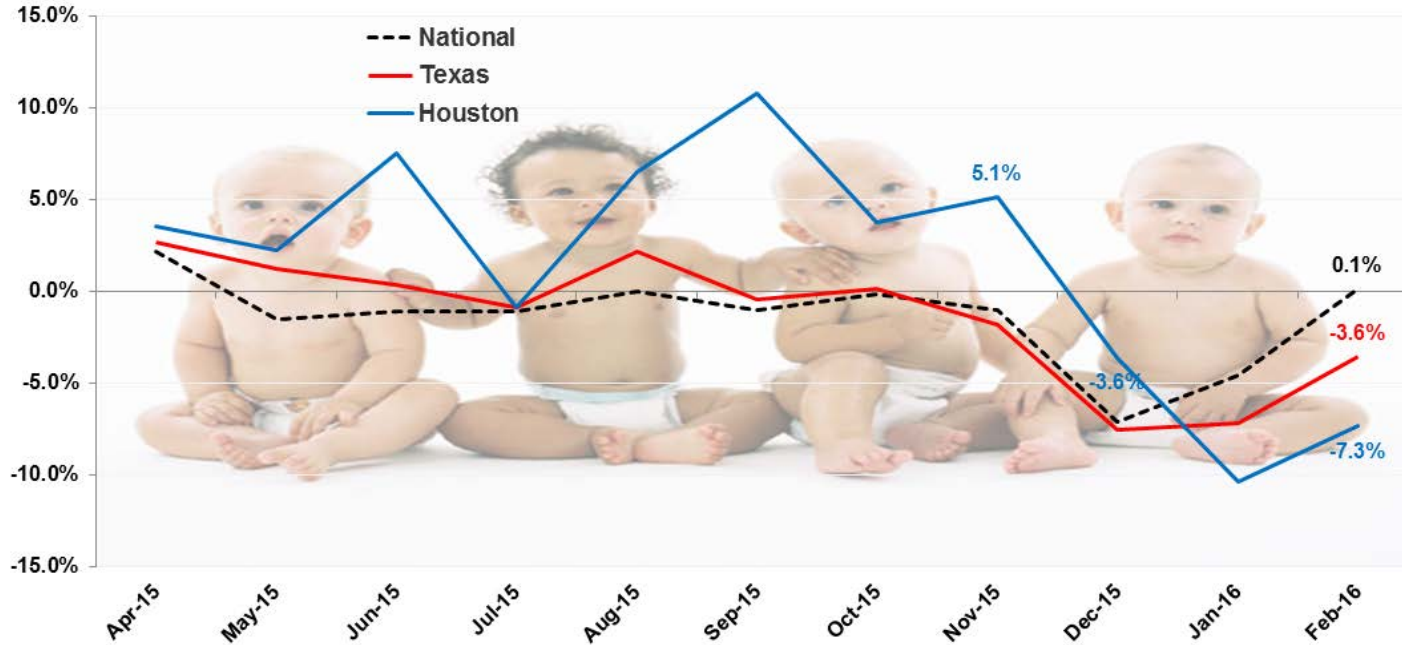 15.0%
National
Texas
10.0%
Houston
5.1%
5.0%
0.1%
0.0%
-3.6%
-3.6%
-5.0%
-7.3%
-10.0%
-15.0%
Apr-15
May-15
Jun-15
Jul-15
Aug-15
Sep-15
Oct-15
Nov-15
Dec-15
Jan-16
Feb-16